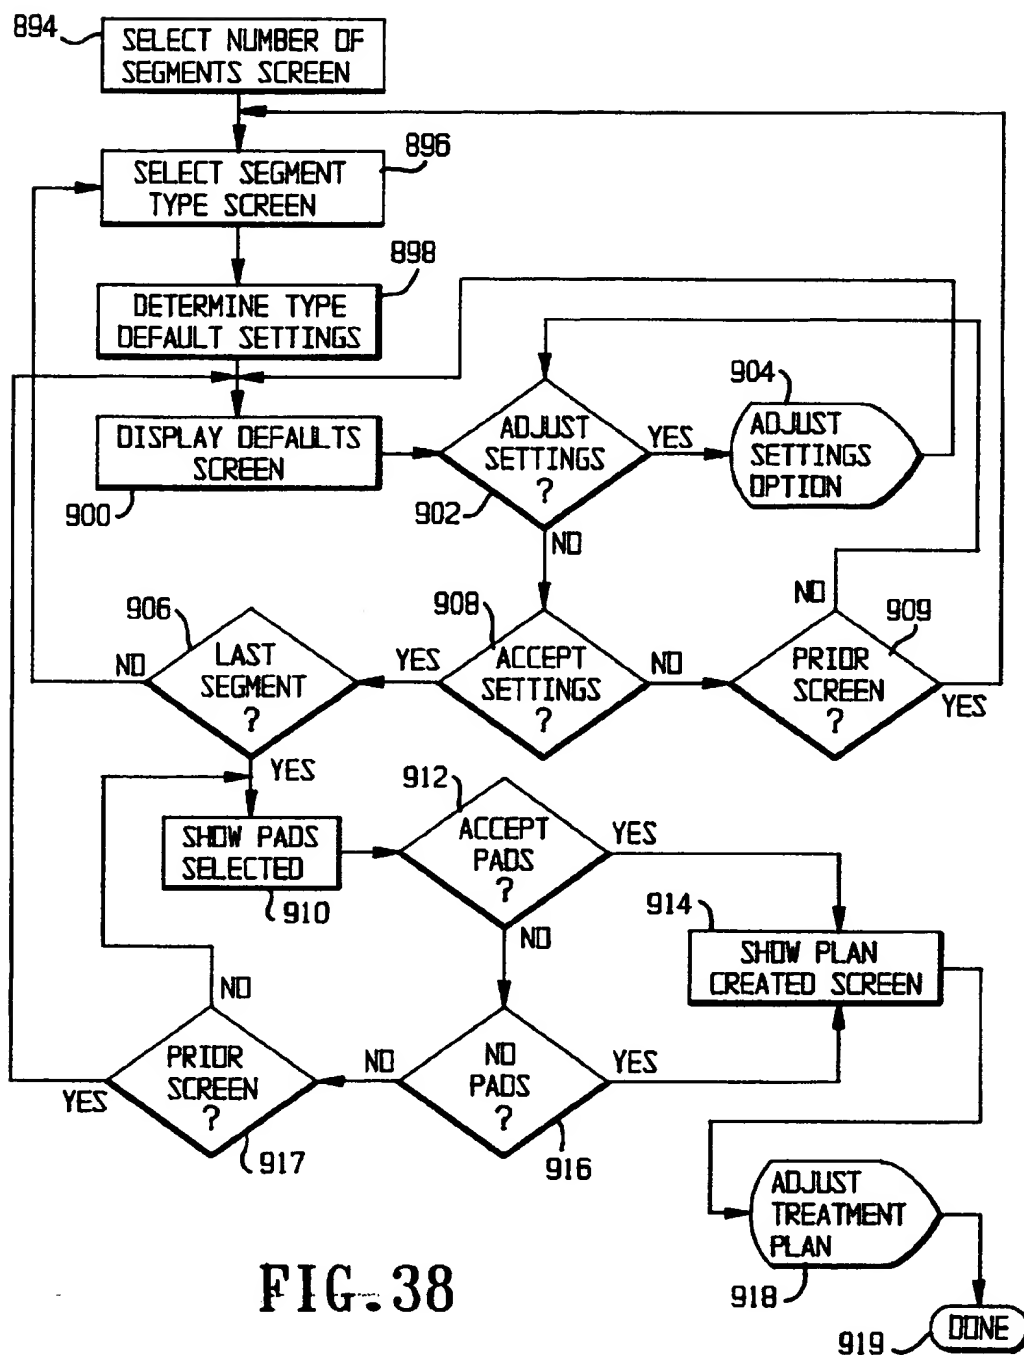 894
SELECT NUMBER OF
SEGMENTS SCREEN
896
SELECT SEGMENT
TYPE SCREEN
898
DETERMINE TYPE
DEFAULT SETTINGS
DISPLAY DEFAULTS
SCREEN
900
ADJUST
SETTINGS
?
902
YES
NO
904
ADJUST
SETTINGS
OPTION
906
LAST
SEGMENT
?
NO
YES
908
ACCEPT
SETTINGS
?
YES
NO
909
PRIOR
SCREEN
?
NO
YES
SHOW PADS
SELECTED
910
912
ACCEPT
PADS
?
YES
NO
914
SHOW PLAN
CREATED SCREEN
NO
PADS?
?
916
YES
NO
PRIOR
SCREEN
?
917
NO
YES
ADJUST
TREATMENT
PLAN
918
DONE
919
FIG.38